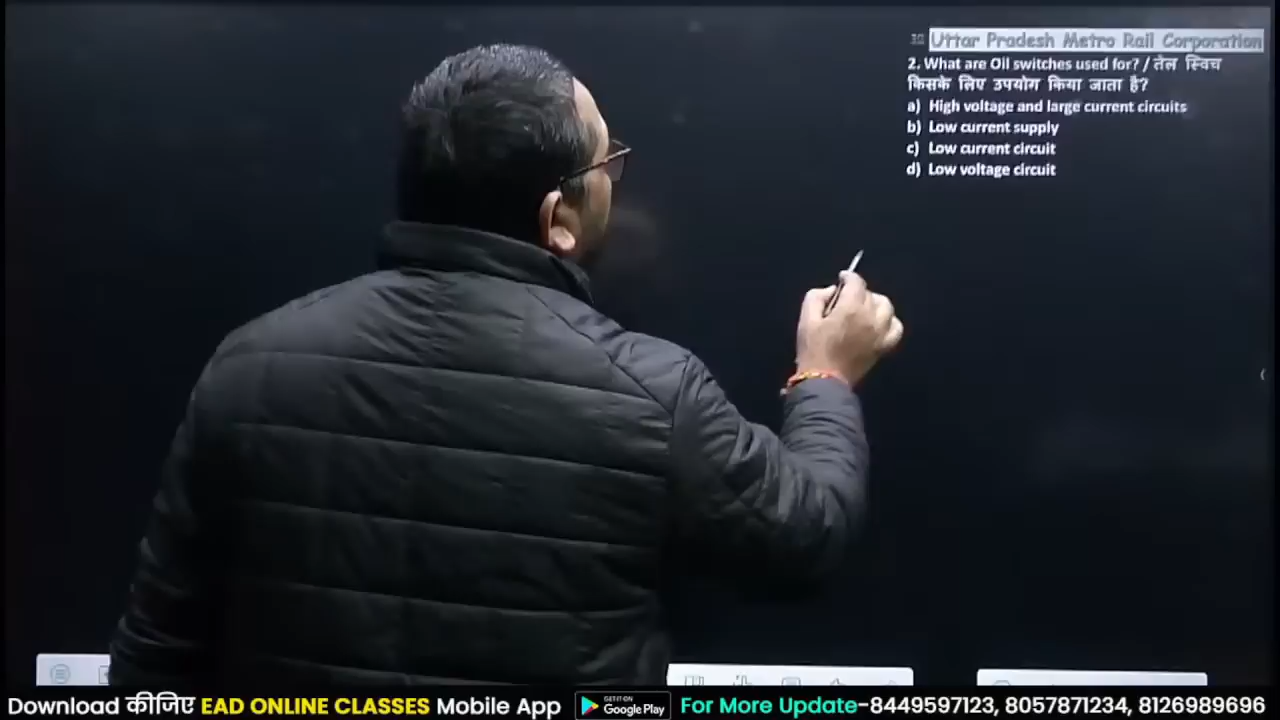 Uttar Pradesh Metro Rail Corporation
2. What are Oil switches used for? / तेल स्विच
किसके लिए उपयोग किया जाता है?
a) High voltage and large current circuits
b) Low current supply
c) Low current circuit
d) Low voltage circuit
Download कीजिए EAD ONLINE CLASSES Mobile App GET IT ON Google Play For More Update-8449597123, 8057871234, 8126989696